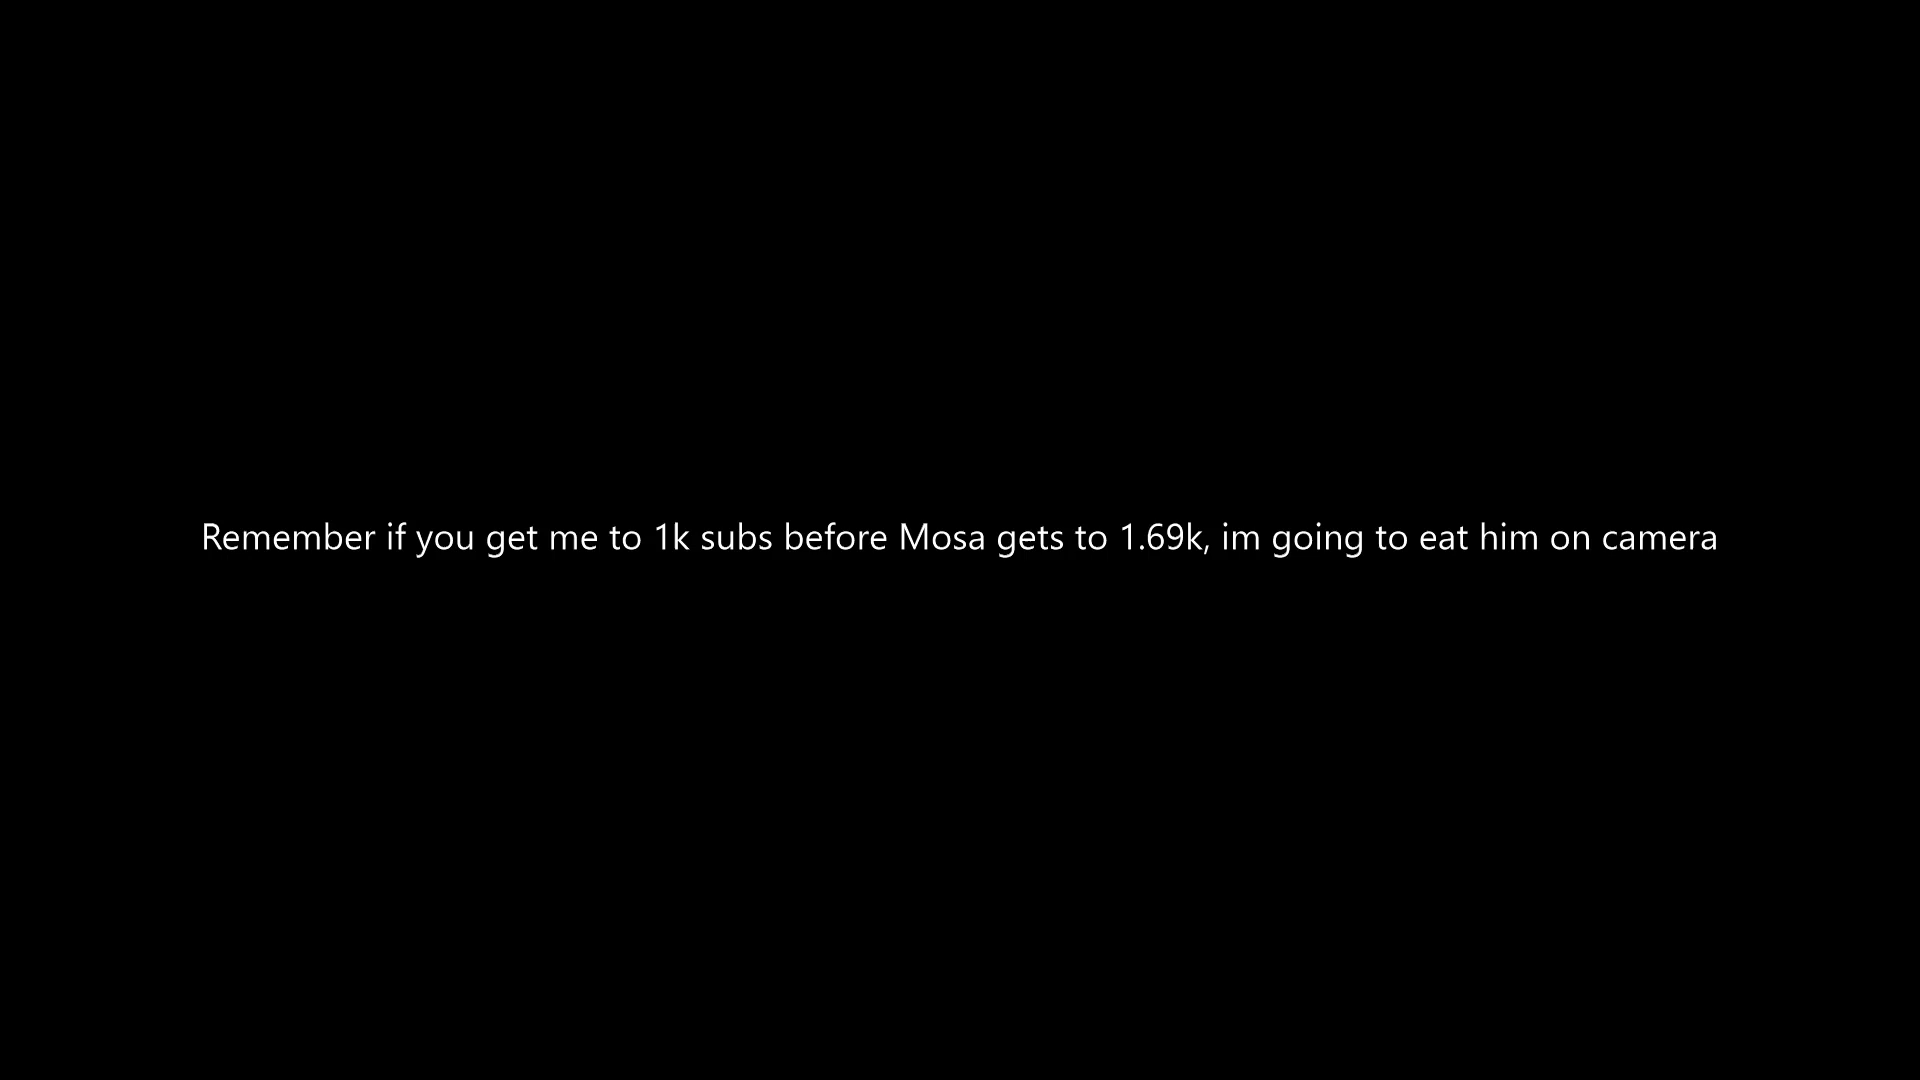 Remember if you get me to 1k subs before Mosa gets to 1.69k, im going to eat him on camera